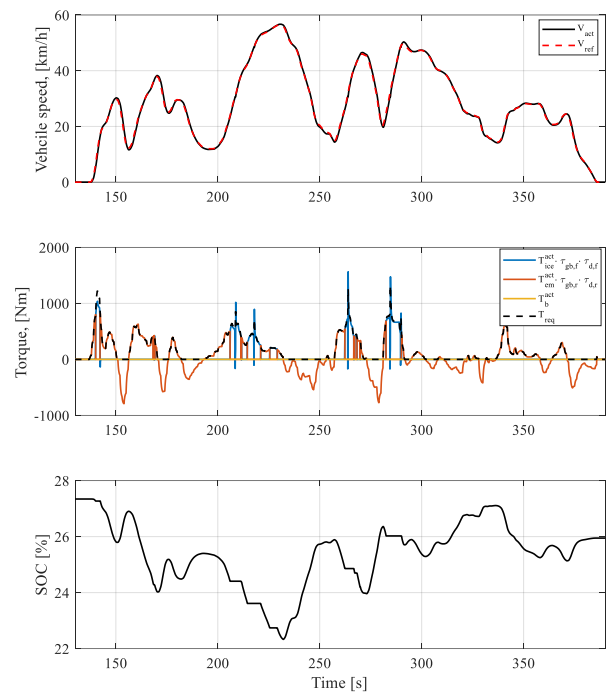 60
40
20
0
Vehcile speed, [km/h]
V_act
V_ref
150 200 250 300 350
2000
1000
0
-1000
Torque, [Nm]
T_ice^act · τ_gb,f · τ_d,f
T_em^act · τ_gb,r · τ_d,r
T_b^act
T_req
150 200 250 300 350
28
26
24
22
SOC [%]
150 200 250 300 350
Time [s]